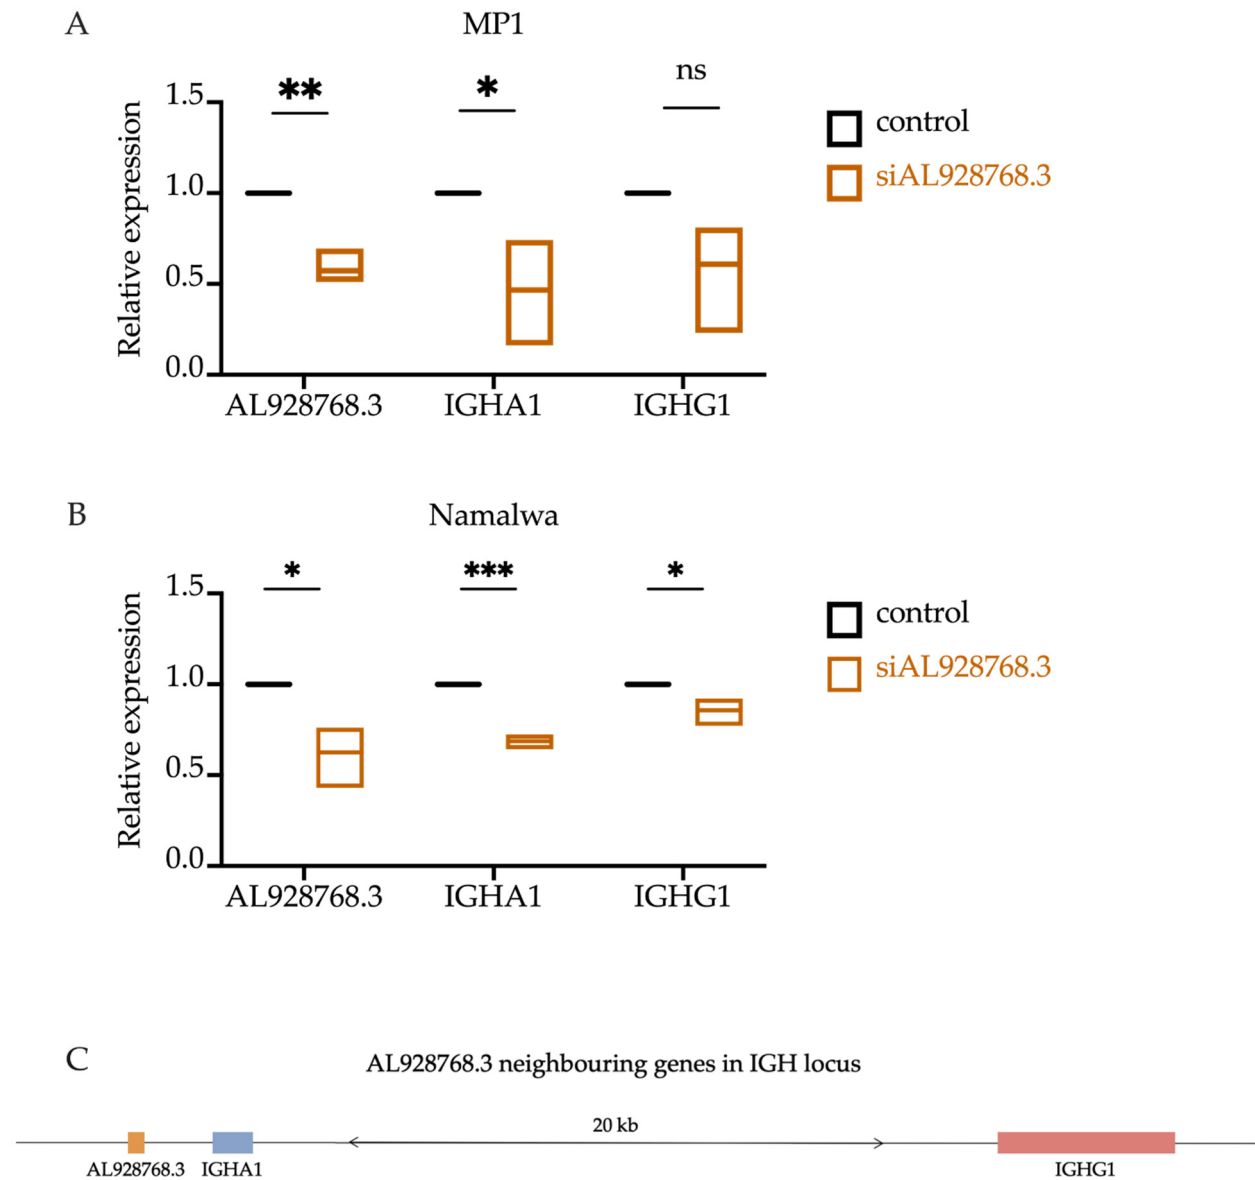 A
MP1
** * ns
1.5
1.0
0.5
0.0
Relative expression
control
siAL928768.3
AL928768.3 IGHA1 IGHG1
B
Namalwa
* *** *
1.5
1.0
0.5
0.0
Relative expression
control
siAL928768.3
AL928768.3 IGHA1 IGHG1
C
AL928768.3 neighbouring genes in IGH locus
20 kb
AL928768.3 IGHA1 IGHG1